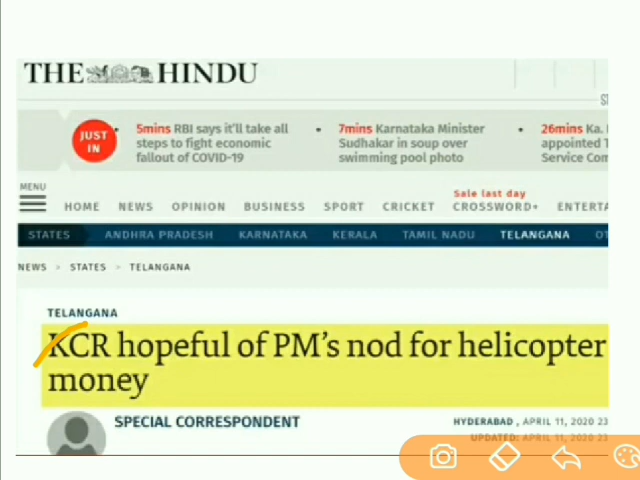 THE HINDU
JUST IN
5mins RBI says it'll take all
steps to fight economic
fallout of COVID-19
7mins Karnataka Minister
Sudhakar in soup over
swimming pool photo
26mins Ka.
appointed
Service
MENU
Sale last day
HOME NEWS OPINION BUSINESS SPORT CRICKET CROSSWORD+
STATES ANDHRA PRADESH KARNATAKA KERALA TAMIL NADU TELANGANA
NEWS > STATES > TELANGANA
TELANGANA
KCR hopeful of PM's nod for helicopter
money
SPECIAL CORRESPONDENT
HYDERABAD , APRIL 11, 2020 23
UPDATED: APRIL 11, 2020 23